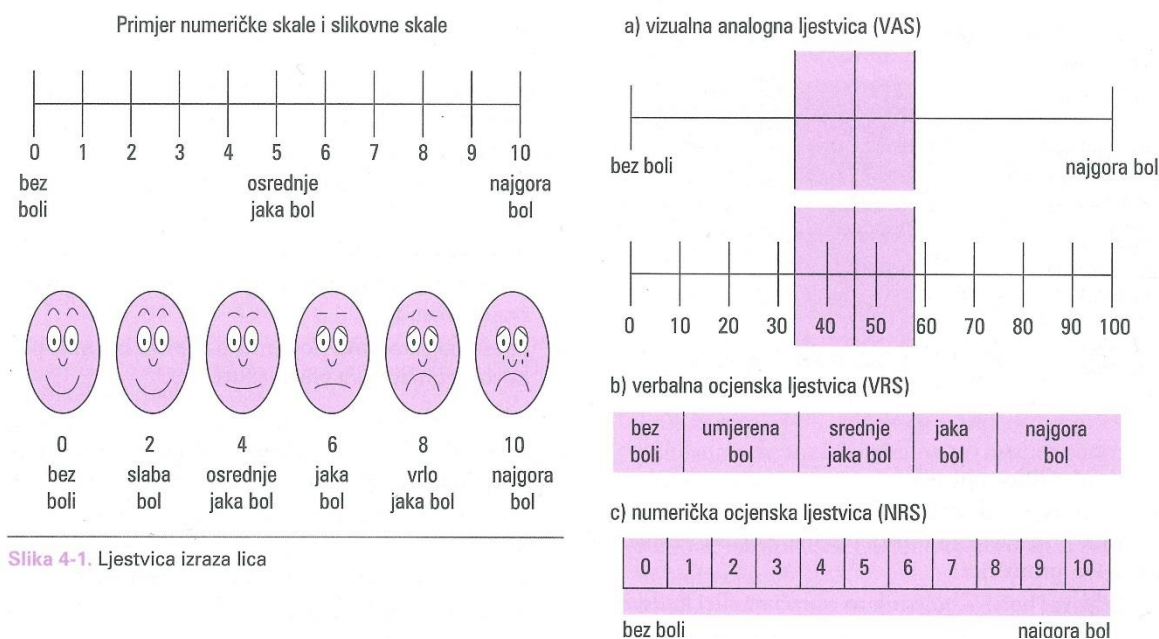 Primjer numeričke skale i slikovne skale
0 1 2 3 4 5 6 7 8 9 10
bez boli
osrednje jaka bol
najgora bol
0 2 4 6 8 10
bez boli
slaba bol
osrednje jaka bol
jaka bol
vrlo jaka bol
najgora bol
Slika 4-1. Ljestvica izraza lica
a) vizualna analogna ljestvica (VAS)
bez boli
najgora bol
0 10 20 30 40 50 60 70 80 90 100
b) verbalna ocjenska ljestvica (VRS)
bez boli
umjerena bol
srednje jaka bol
jaka bol
najgora bol
c) numerička ocjenska ljestvica (NRS)
0 1 2 3 4 5 6 7 8 9 10
bez boli
najgora bol